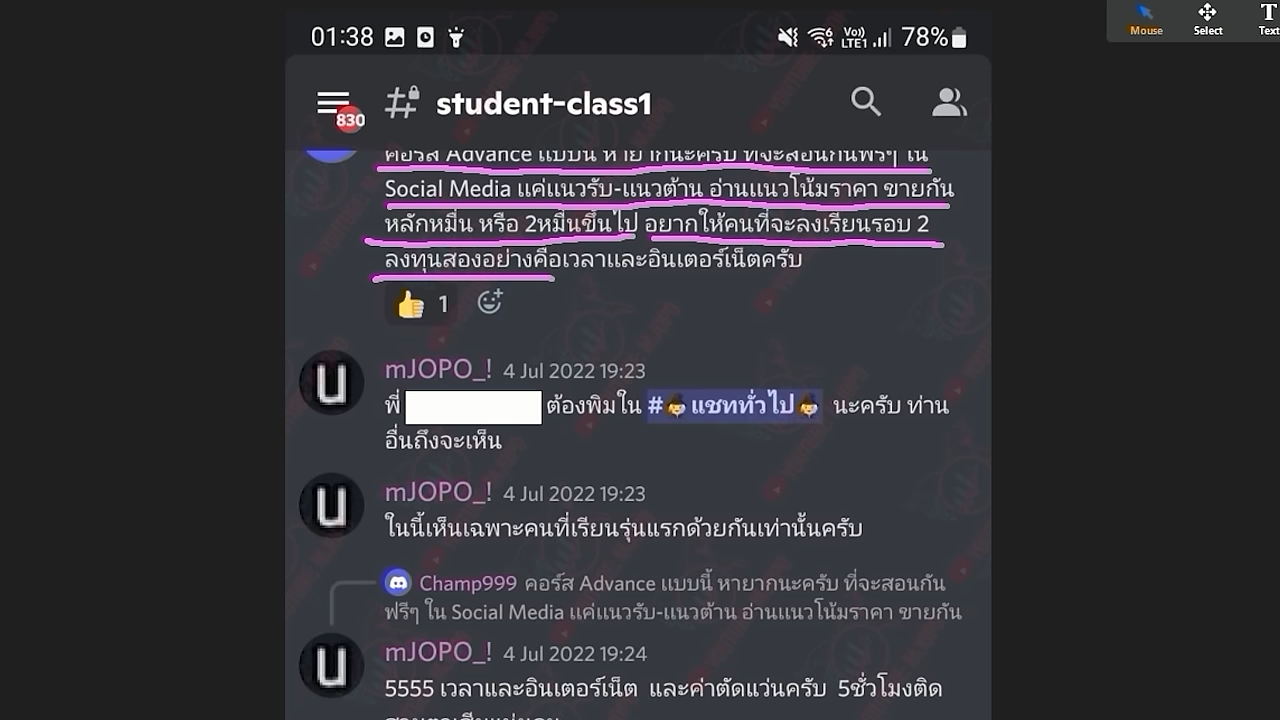 Mouse Select Text
01:38 Vo)) LTE1 78%
830 student-class1
คอร์ส Advance แบบนี้ หายากนะครับ ที่จะสอนกันฟรีๆ ใน
Social Media แค่แนวรับ-แนวต้าน อ่านแนวโน้มราคา ขายกัน
หลักหมื่น หรือ 2หมื่นขึ้นไป อยากให้คนที่จะลงเรียนรอบ 2
ลงทุนสองอย่างคือเวลาและอินเตอร์เน็ตครับ
👍 1
mJOPO_! 4 Jul 2022 19:23
พี่ ต้องพิมใน # แชททั่วไป นะครับ ท่าน
อื่นถึงจะเห็น
mJOPO_! 4 Jul 2022 19:23
ในนี้เห็นเฉพาะคนที่เรียนรุ่นแรกด้วยกันเท่านั้นครับ
Champ999 คอร์ส Advance แบบนี้ หายากนะครับ ที่จะสอนกัน
ฟรีๆ ใน Social Media แค่แนวรับ-แนวต้าน อ่านแนวโน้มราคา ขายกัน
mJOPO_! 4 Jul 2022 19:24
5555 เวลาและอินเตอร์เน็ต และค่าตัดแว่นครับ 5ชั่วโมงติด